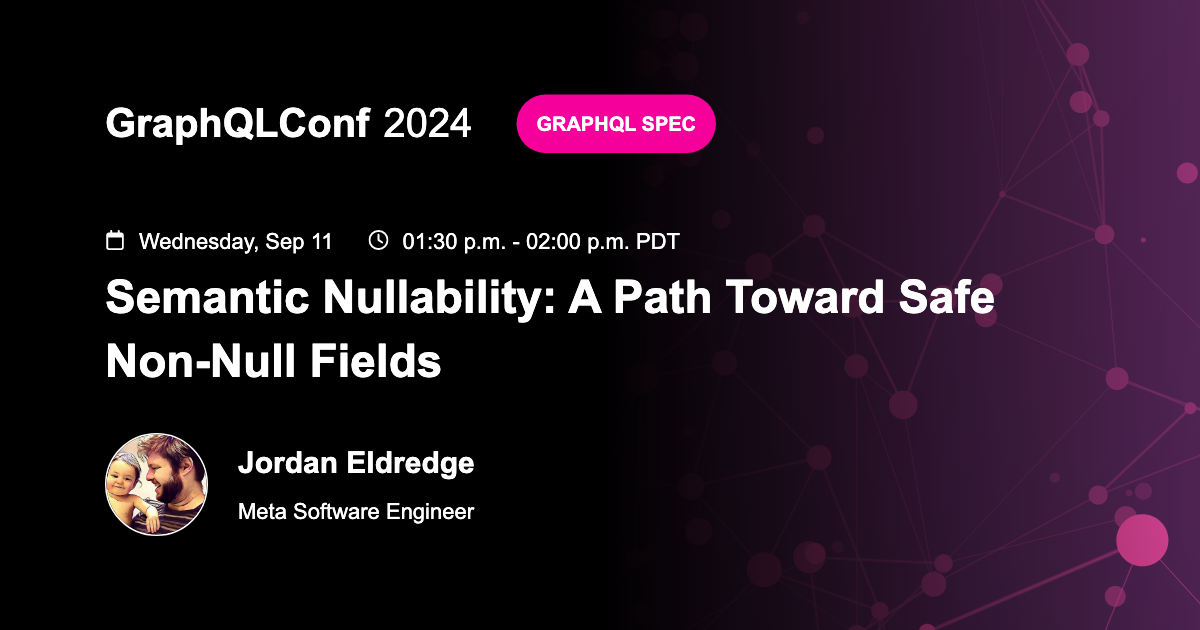 GraphQLConf 2024
GRAPHQL SPEC
Wednesday, Sep 11
01:30 p.m. - 02:00 p.m. PDT
Semantic Nullability: A Path Toward Safe
Non-Null Fields
Jordan Eldredge
Meta Software Engineer